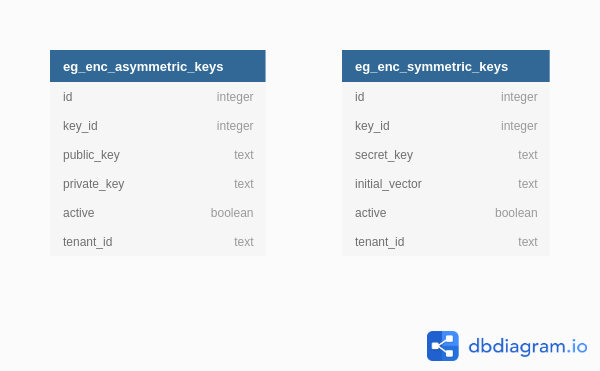 eg_enc_asymmetric_keys
id integer
key_id integer
public_key text
private_key text
active boolean
tenant_id text
eg_enc_symmetric_keys
id integer
key_id integer
secret_key text
initial_vector text
active boolean
tenant_id text
dbdiagram.io